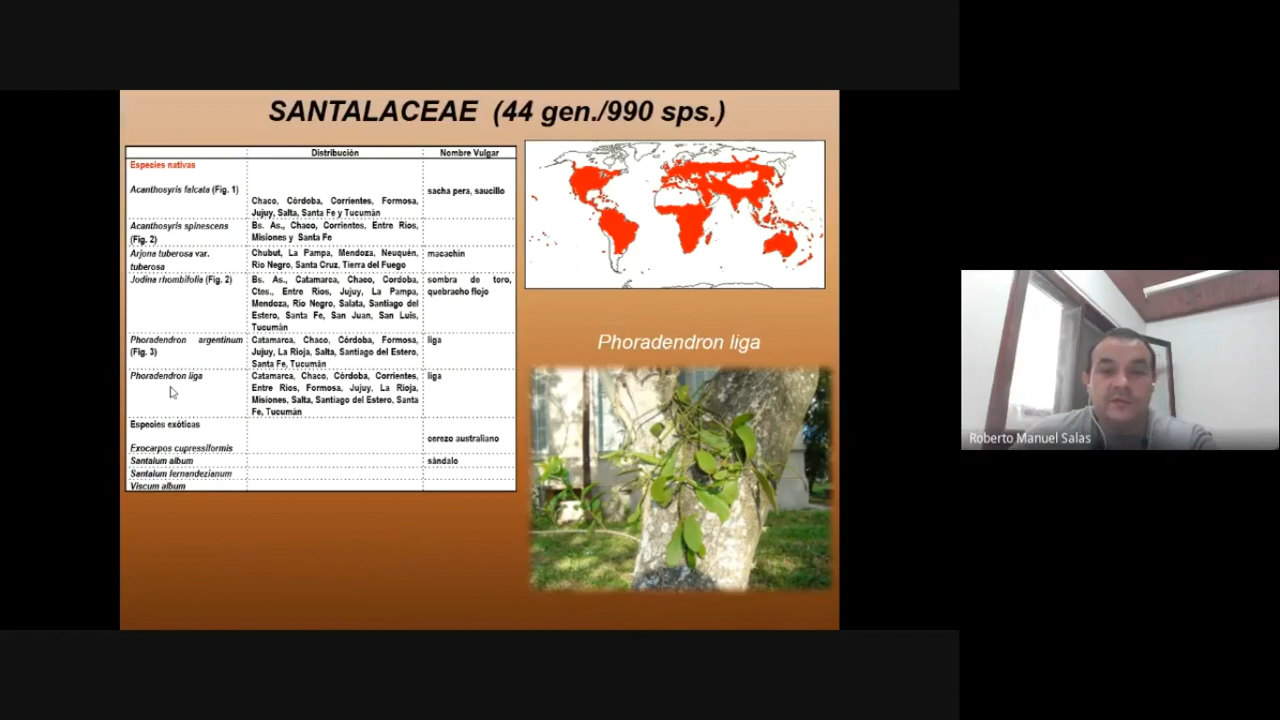 SANTALACEAE (44 gen./990 sps.)
Distribución Nombre Vulgar
Especies nativas
Acanthosyris falcata (Fig. 1)
Chaco, Córdoba, Corrientes, Formosa,
Jujuy, Salta, Santa Fe y Tucumán
sacha pera, saucillo
Acanthosyris spinescens
(Fig. 2)
Bs. As., Chaco, Corrientes, Entre Rios,
Misiones y Santa Fe
Arjona tuberosa var.
tuberosa
Chubut, La Pampa, Mendoza, Neuquén,
Rio Negro, Santa Cruz, Tierra del Fuego
macachín
Jodina rhombifolia (Fig. 2)
Bs. As., Catamarca, Chaco, Cordoba,
Ctes., Entre Rios, Jujuy, La Pampa,
Mendoza, Rio Negro, Salata, Santiago del
Estero, Santa Fe, San Juan, San Luis,
Tucumán
sombra de toro,
quebracho flojo
Phoradendron argentinum
(Fig. 3)
Catamarca, Chaco, Córdoba, Formosa,
Jujuy, La Rioja, Salta, Santiago del Estero,
Santa Fe, Tucumán
liga
Phoradendron liga
Catamarca, Chaco, Córdoba, Corrientes,
Entre Rios, Formosa, Jujuy, La Rioja,
Misiones, Salta, Santiago del Estero, Santa
Fe, Tucumán
liga
Especies exóticas
Exocarpos cupressiformis
cerezo australiano
Santalum album
sándalo
Santalum fernandezianum
Viscum album
Phoradendron liga
Roberto Manuel Salas